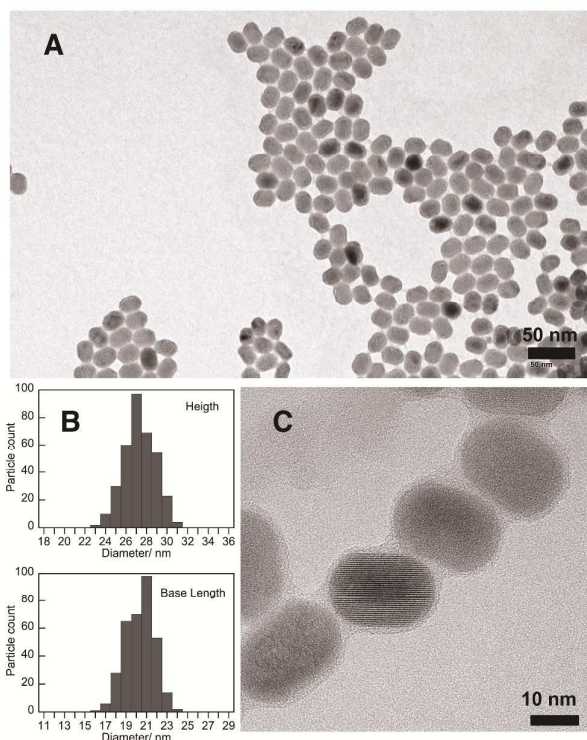 A
50 nm
50 nm
B
Heigth
Particle count
100
80
60
40
20
0
18 20 22 24 26 28 30 32 34 36
Diameter/ nm
Base Length
Particle count
100
80
60
40
20
0
11 13 15 17 19 21 23 25 27 29
Diameter/ nm
C
10 nm